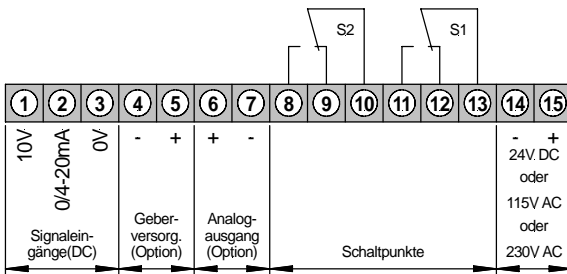 S2
S1
1 2 3 4 5 6 7 8 9 10 11 12 13 14 15
10V
0/4-20mA
0V
- +
+ -
- +
24V DC
oder
115V AC
oder
230V AC
Signalein-
gänge(DC)
Geber-
versorg.
(Option)
Analog-
ausgang
(Option)
Schaltpunkte